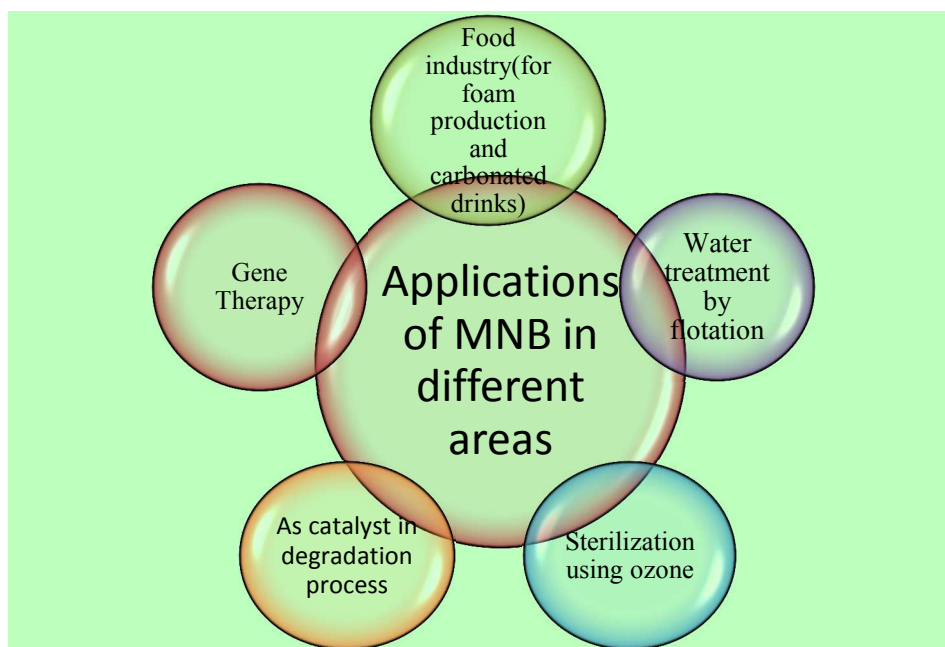 Food
industry(for
foam
production
and
carbonated
drinks)
Gene
Therapy
Applications
of MNB in
different
areas
Water
treatment
by
flotation
As catalyst in
degradation
process
Sterilization
using ozone